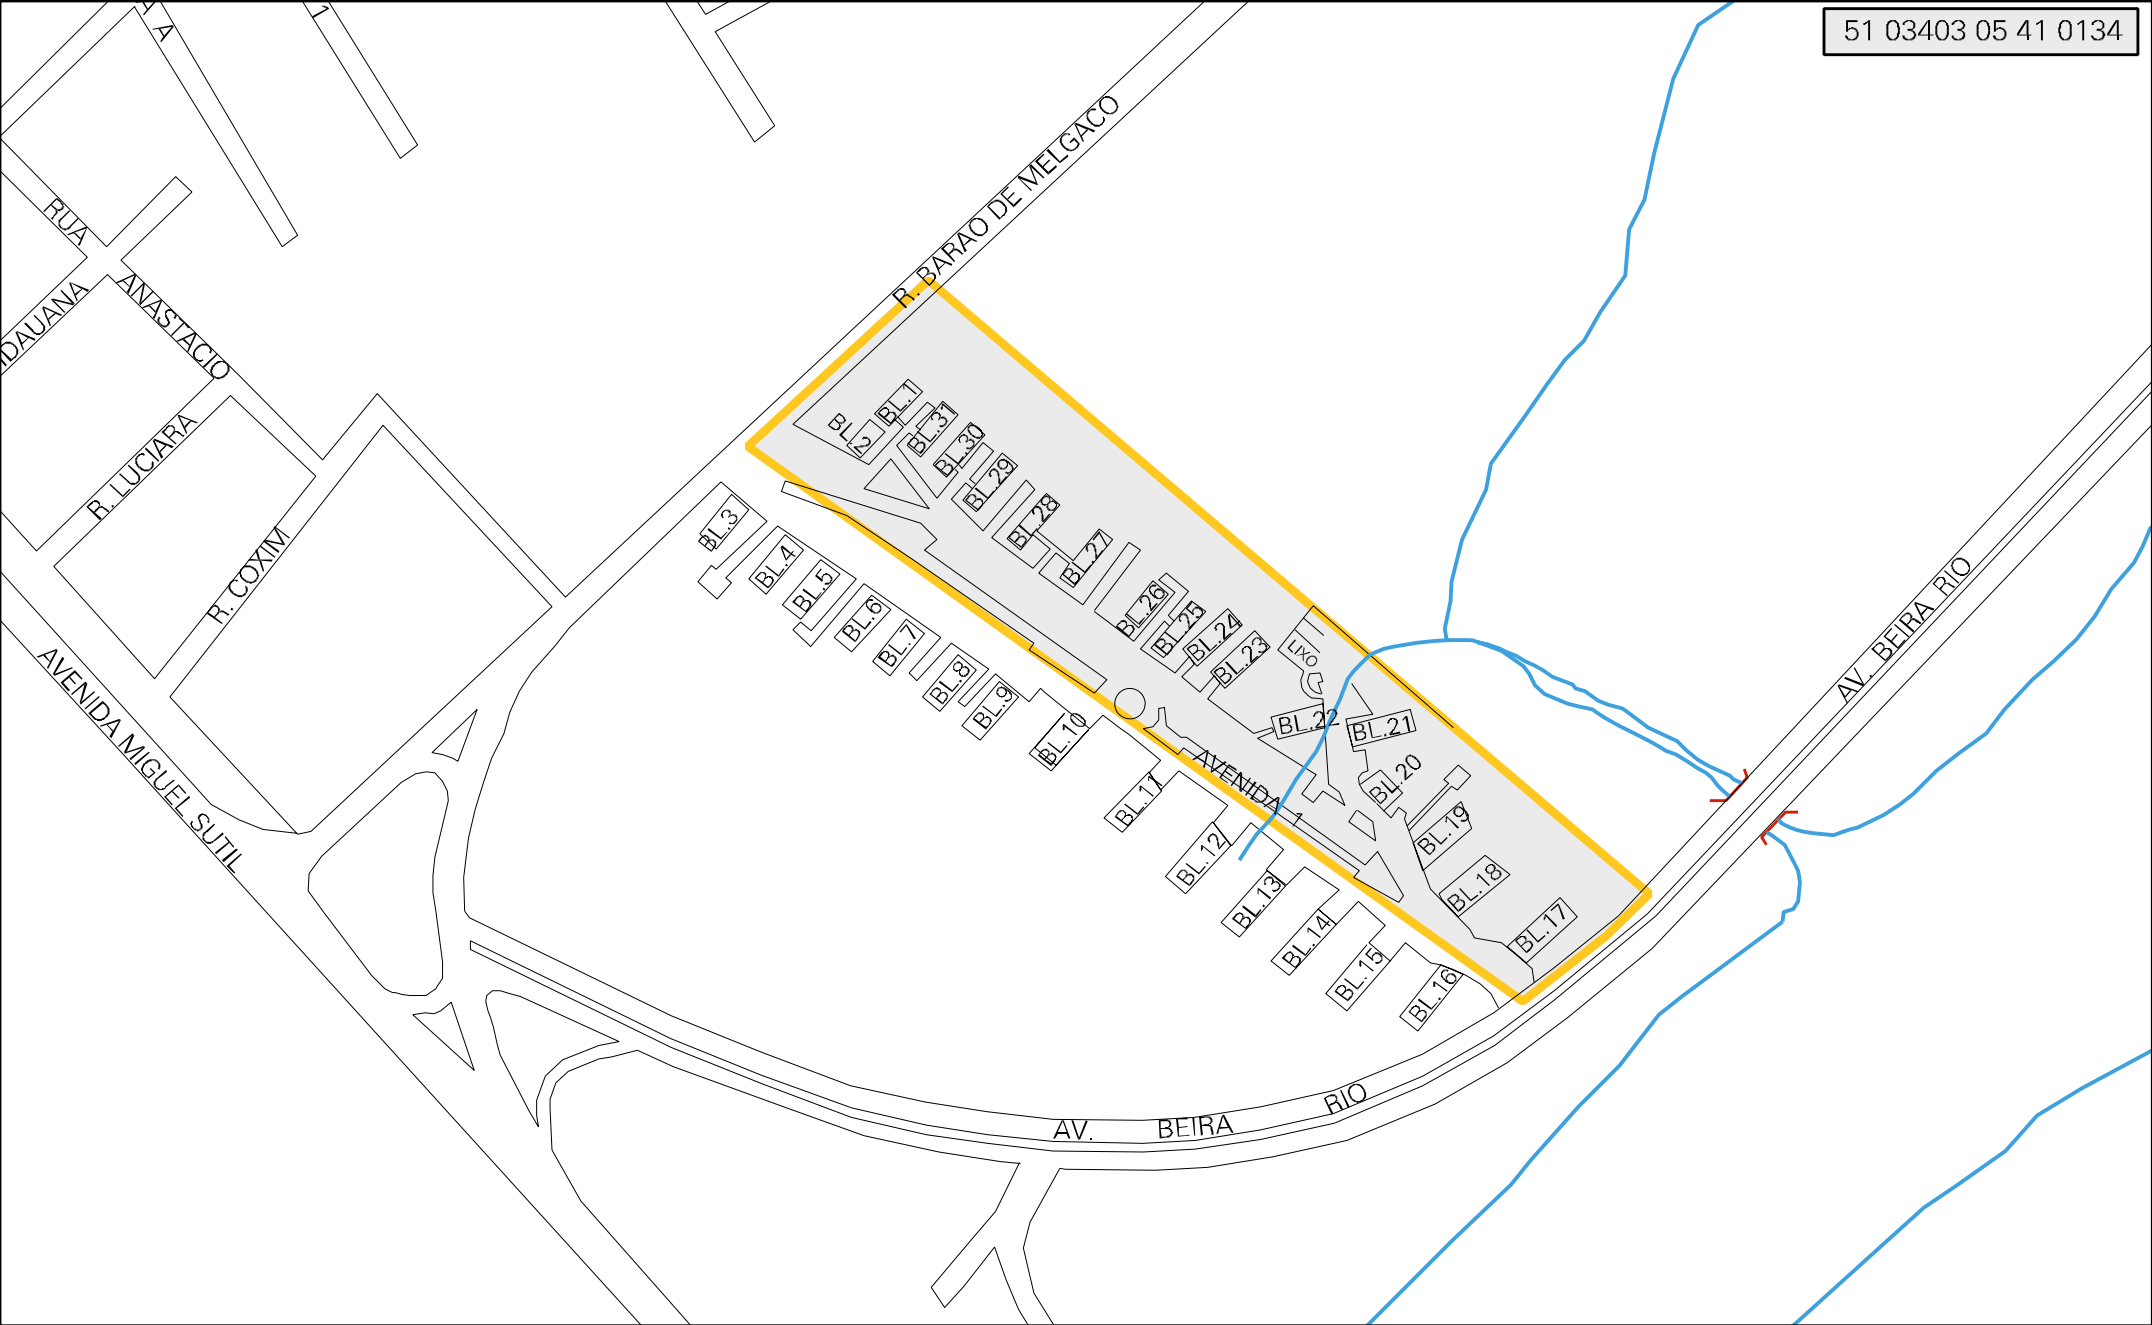 51 03403 05 41 0134
A
A
1
R. BARAO DE MELGACO
RUA
ANASTACIO
IDAUANA
R. LUCIARA
R. COXIM
AVENIDA MIGUEL SUTIL
BL.1
BL.2
BL.31
BL.30
BL.29
BL.28
BL.27
BL.26
BL.25
BL.24
BL.23
LIXO
BL.22
BL.21
BL.20
BL.19
BL.18
BL.17
BL.3
BL.4
BL.5
BL.6
BL.7
BL.8
BL.9
BL.10
BL.11
BL.12
BL.13
BL.14
BL.15
BL.16
AVENIDA 1
AV. BEIRA RIO
AV. BEIRA RIO